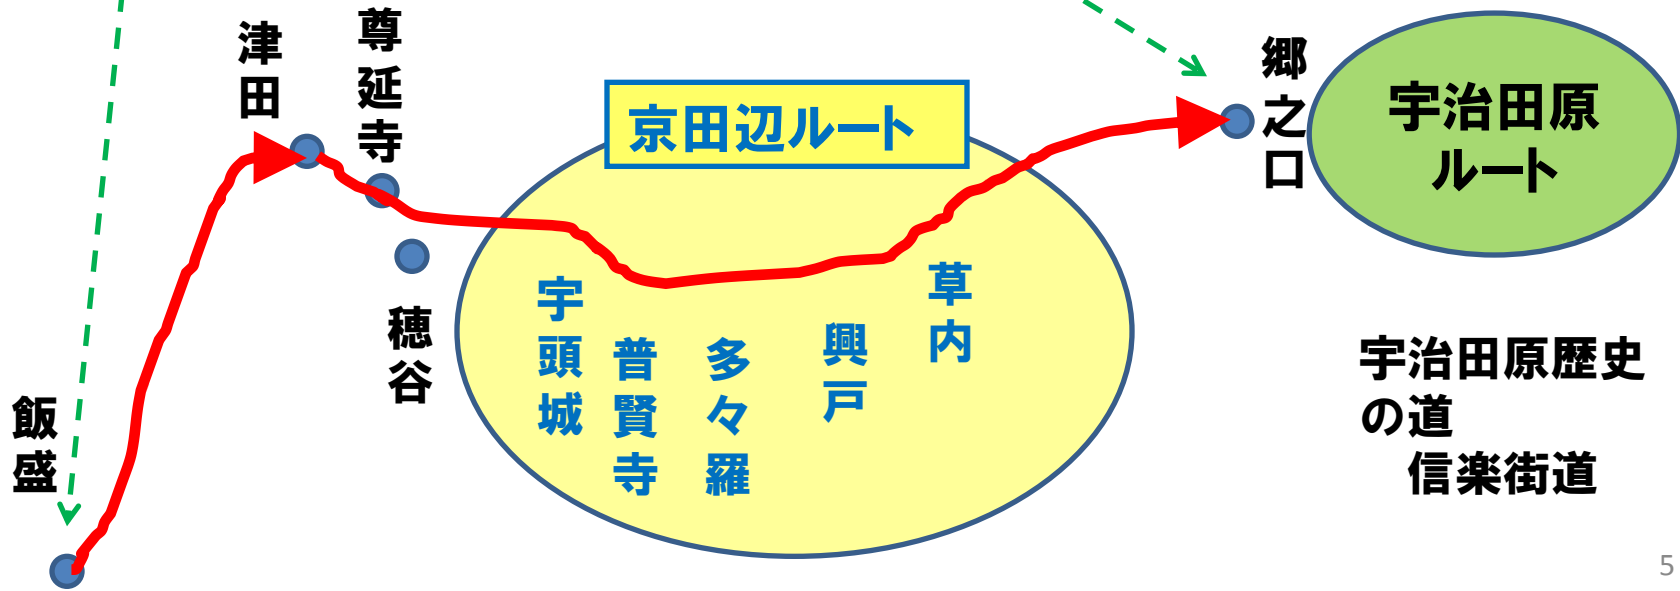 津田
尊延寺
京田辺ルート
郷之口
宇治田原
ルート
飯盛
穂谷
宇頭城
普賢寺
多々羅
興戸
草内
宇治田原歴史
の道
信楽街道
5